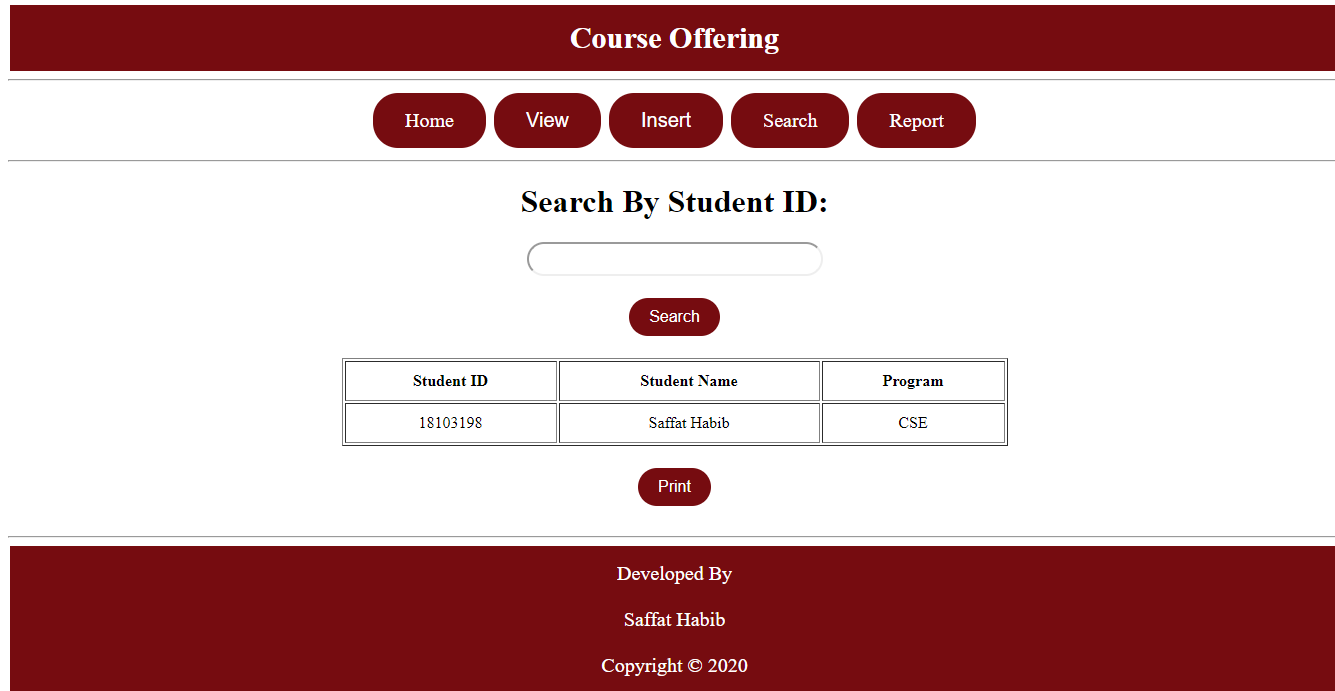 Course Offering
Home View Insert Search Report
Search By Student ID:
Search
Student ID Student Name Program
18103198 Saffat Habib CSE
Print
Developed By
Saffat Habib
Copyright © 2020